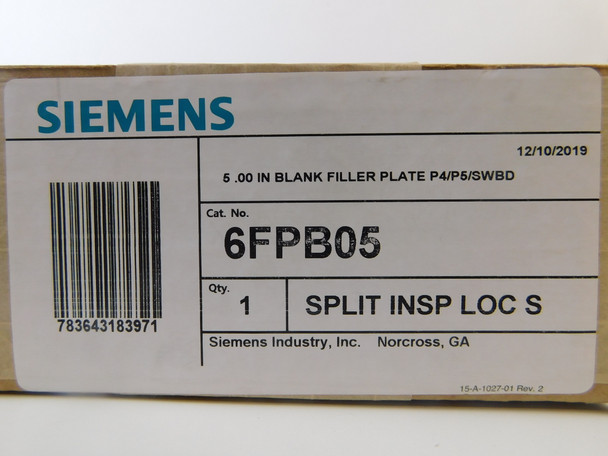 SIEMENS
12/10/2019
5 .00 IN BLANK FILLER PLATE P4/P5/SWBD
Cat. No.
6FPB05
Qty.
1
SPLIT INSP LOC S
783643183971
Siemens Industry, Inc. Norcross, GA
15-A-1027-01 Rev. 2